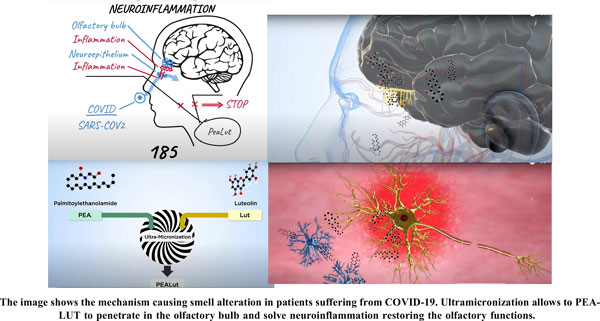 NEUROINFLAMMATION
Olfactory bulb
Inflammation
Neuroepithelium
Inflammation
COVID
SARS-COV2
STOP
PeaLut
185
Palmitoylethanolamide
PEA
Luteolin
Lut
Ultra-Micronization
PEALut
The image shows the mechanism causing smell alteration in patients suffering from COVID-19. Ultramicronization allows to PEA-
LUT to penetrate in the olfactory bulb and solve neuroinflammation restoring the olfactory functions.